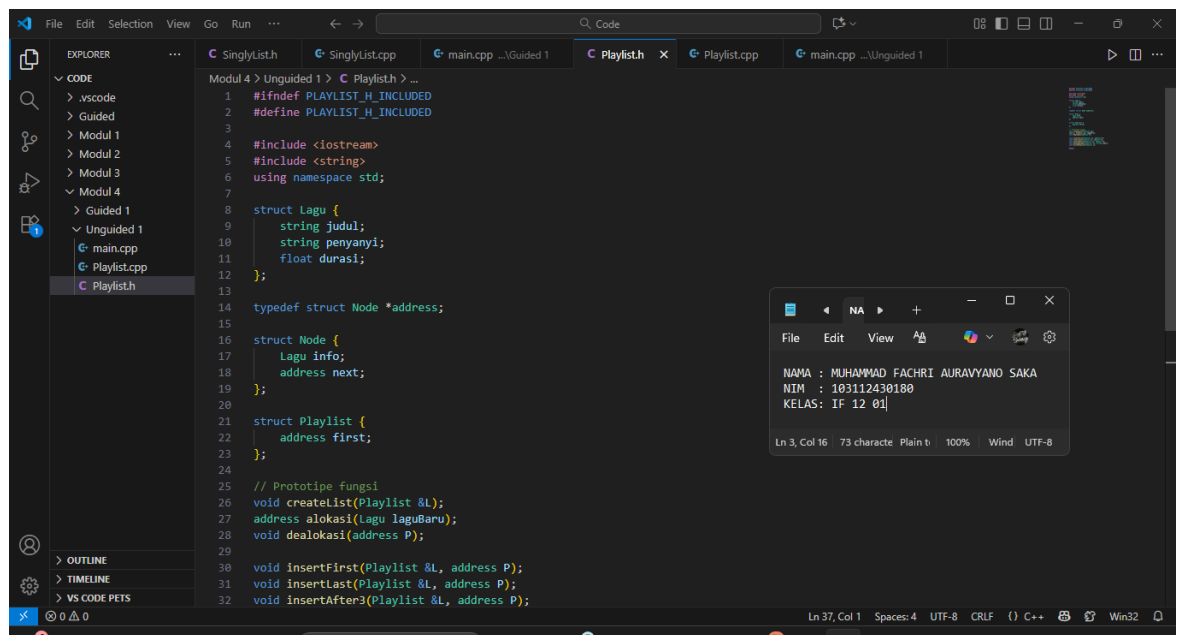 File Edit Selection View Go Run ... Code
EXPLORER ...
CODE
.vscode
Guided
Modul 1
Modul 2
Modul 3
Modul 4
Guided 1
Unguided 1
main.cpp
Playlist.cpp
Playlist.h
OUTLINE
TIMELINE
VS CODE PETS
SinglyList.h SinglyList.cpp main.cpp ...\Guided 1 Playlist.h Playlist.cpp main.cpp ...\Unguided 1
Modul 4 > Unguided 1 > C Playlist.h > ...
1 #ifndef PLAYLIST_H_INCLUDED
2 #define PLAYLIST_H_INCLUDED
3
4 #include <iostream>
5 #include <string>
6 using namespace std;
7
8 struct Lagu {
9 string judul;
10 string penyanyi;
11 float durasi;
12 };
13
14 typedef struct Node *address;
15
16 struct Node {
17 Lagu info;
18 address next;
19 };
20
21 struct Playlist {
22 address first;
23 };
24
25 // Prototipe fungsi
26 void createList(Playlist &L);
27 address alokasi(Lagu laguBaru);
28 void dealokasi(address P);
29
30 void insertFirst(Playlist &L, address P);
31 void insertLast(Playlist &L, address P);
32 void insertAfter3(Playlist &L, address P);
NA
File Edit View
NAMA : MUHAMMAD FACHRI AURAVYANO SAKA
NIM : 103112430180
KELAS: IF 12 01
Ln 3, Col 16 73 characte Plain t 100% Wind UTF-8
0 0 Ln 37, Col 1 Spaces: 4 UTF-8 CRLF {} C++ Win32